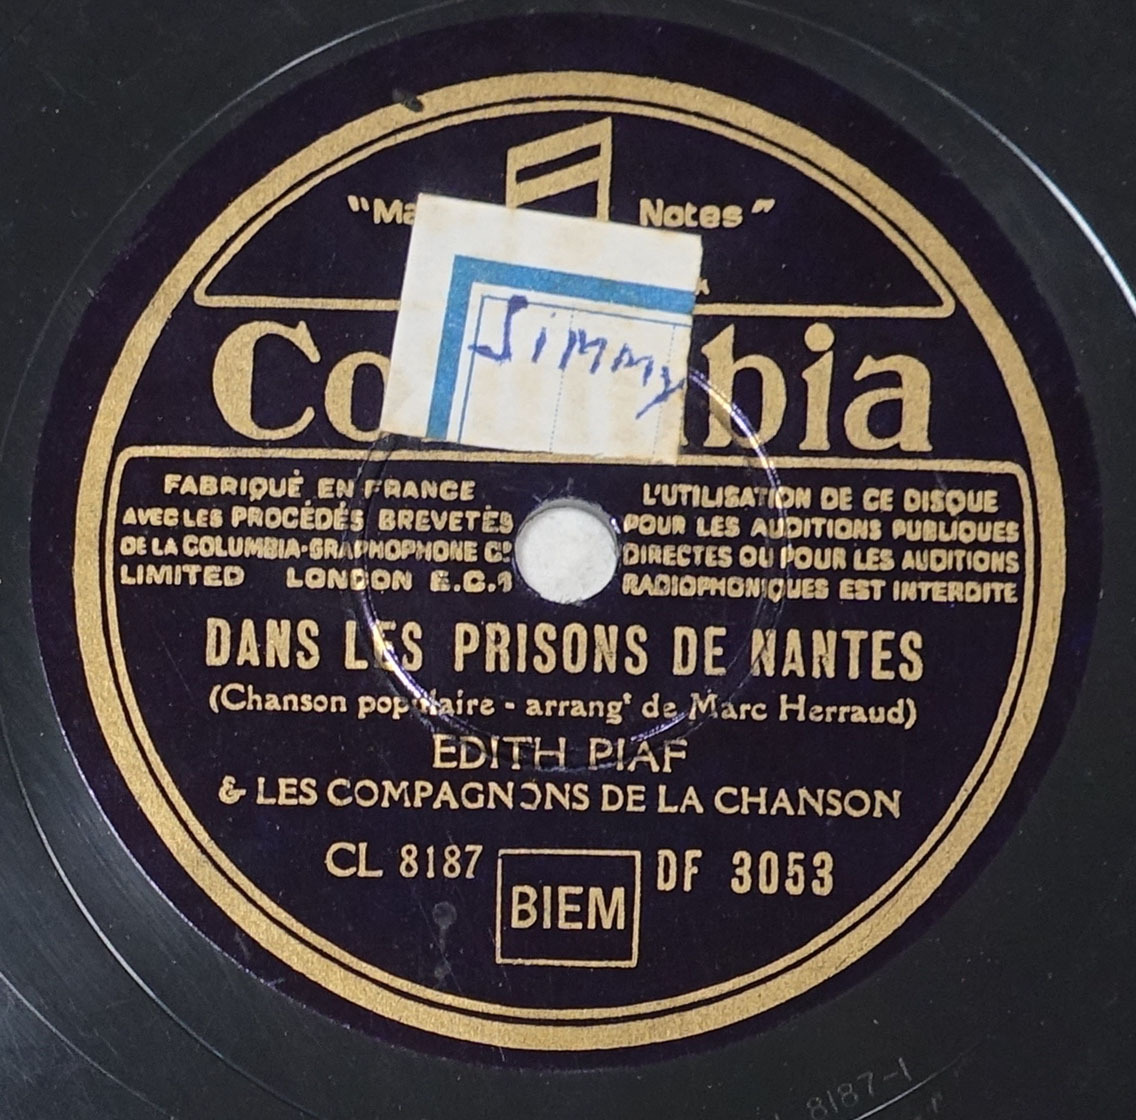 "Ma Notes"
Co bia
Jimmy
FABRIQUÉ EN FRANCE
AVEC LES PROCÉDÉS BREVETÉS
DE LA COLUMBIA-GRAPHOPHONE Cº
LIMITED LONDON E.C.1
L'UTILISATION DE CE DISQUE
POUR LES AUDITIONS PUBLIQUES
DIRECTES OU POUR LES AUDITIONS
RADIOPHONIQUES EST INTERDITE
DANS LES PRISONS DE NANTES
(Chanson populaire - arrangᵗ de Marc Herraud)
EDITH PIAF
& LES COMPAGNONS DE LA CHANSON
CL 8187 BIEM DF 3053
8187-1